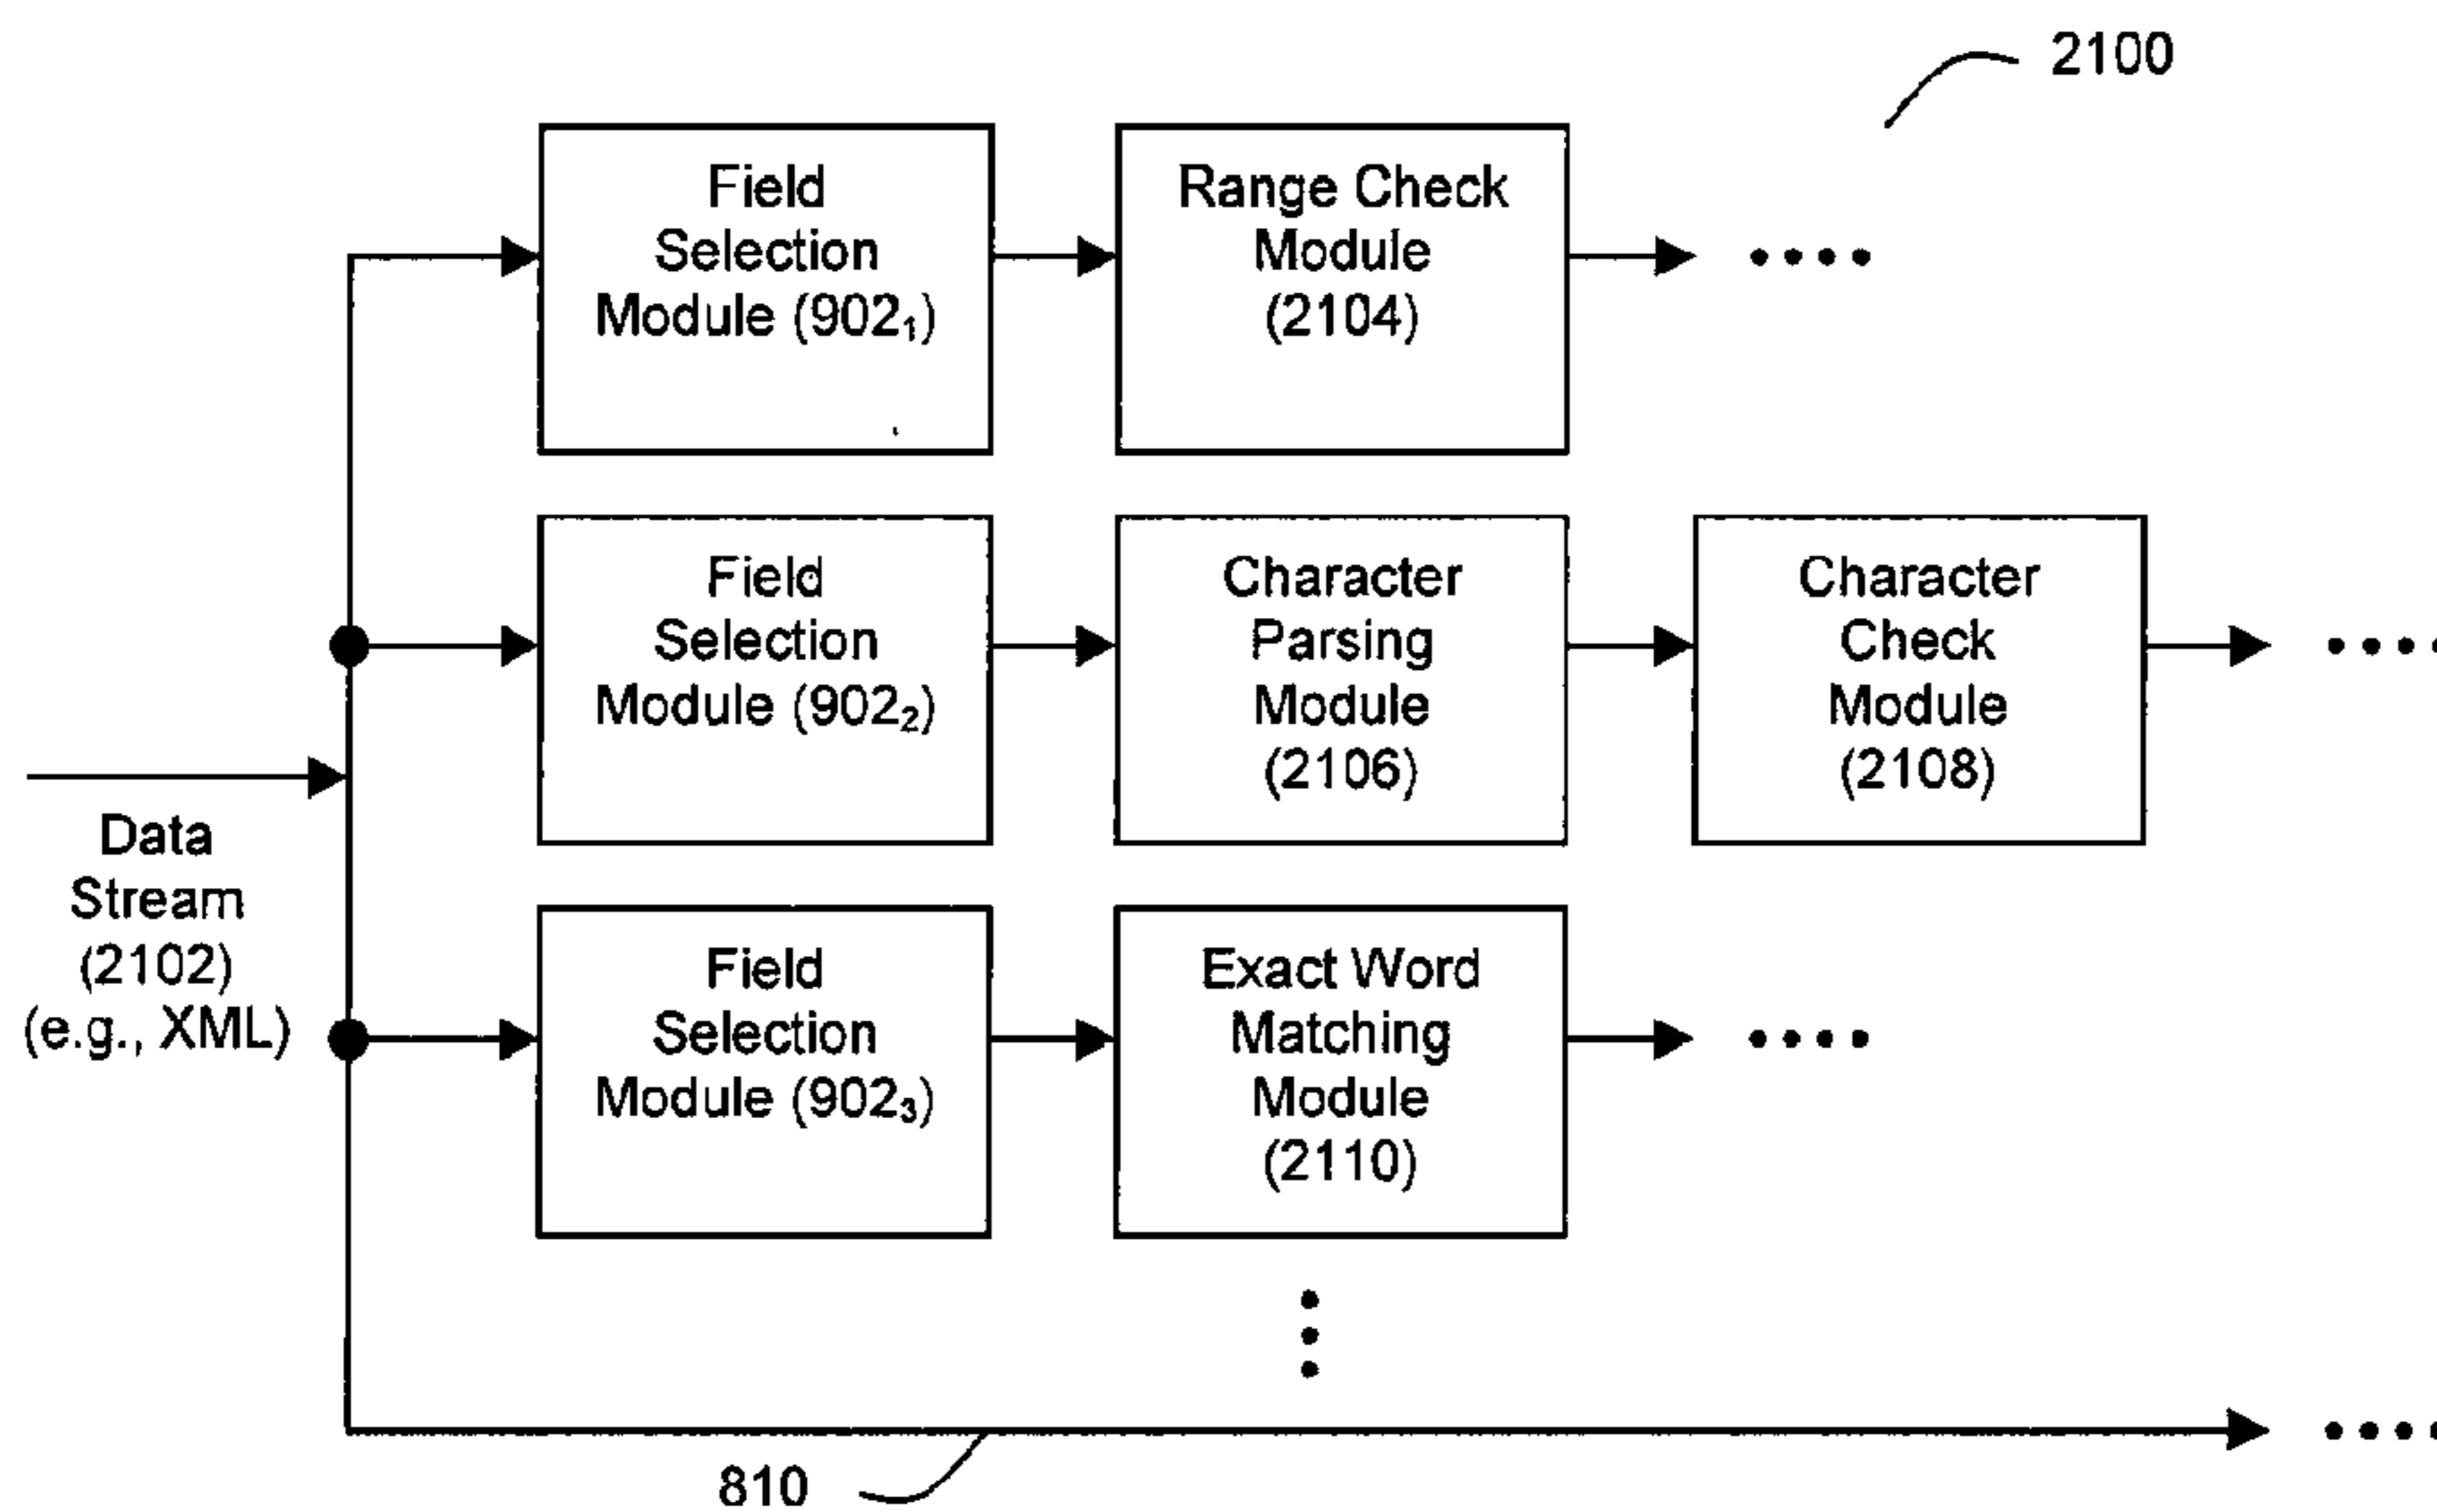 2100
Field
Selection
Module (902₁)
Range Check
Module
(2104)
Field
Selection
Module (902₂)
Character
Parsing
Module
(2106)
Character
Check
Module
(2108)
Data
Stream
(2102)
(e.g., XML)
Field
Selection
Module (902₃)
Exact Word
Matching
Module
(2110)
810